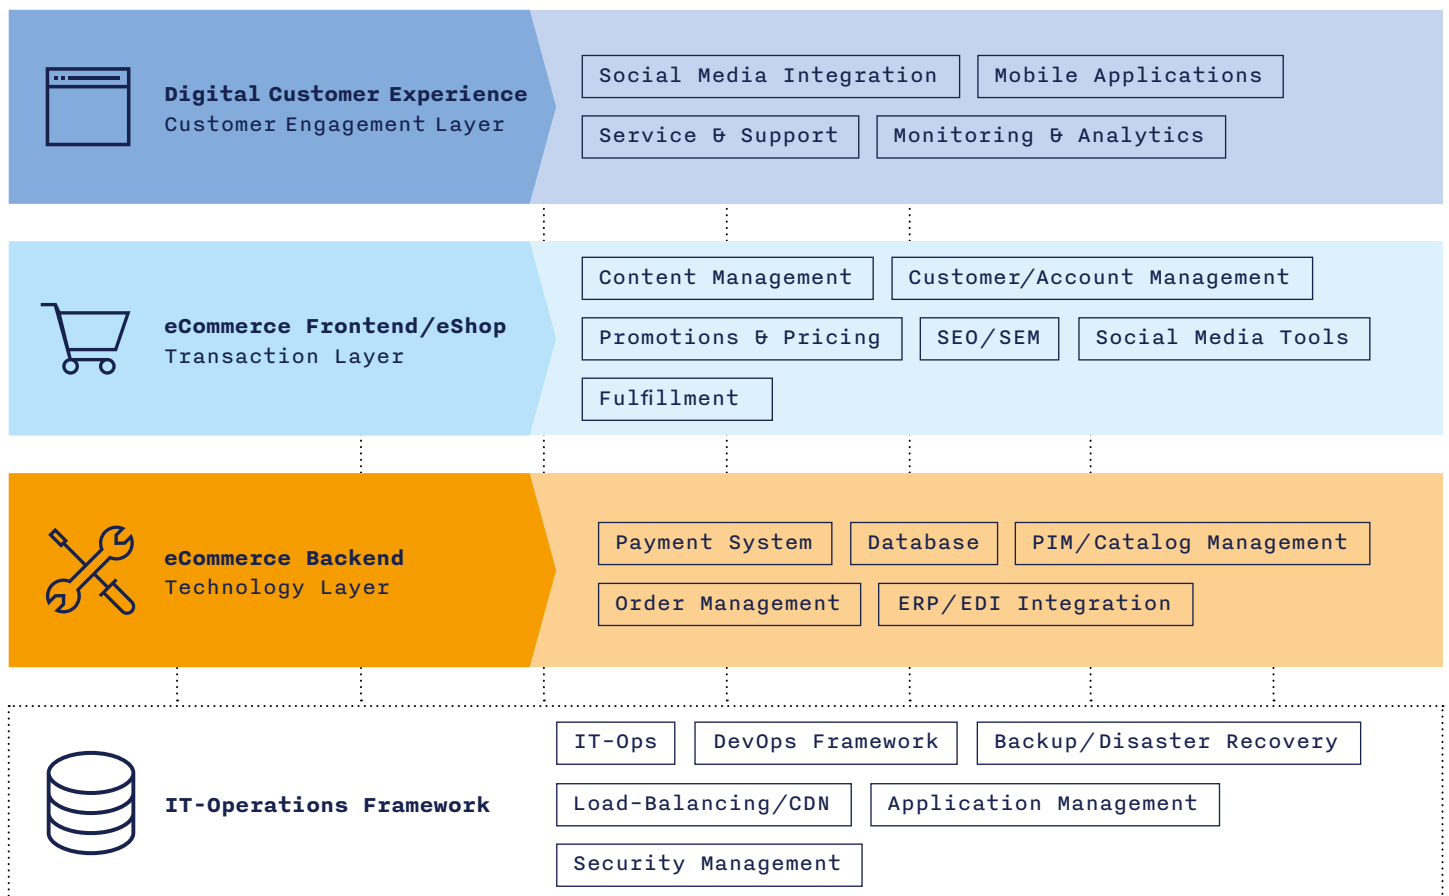 Digital Customer Experience
Customer Engagement Layer
Social Media Integration
Mobile Applications
Service & Support
Monitoring & Analytics
eCommerce Frontend/eShop
Transaction Layer
Content Management
Customer/Account Management
Promotions & Pricing
SEO/SEM
Social Media Tools
Fulfillment
eCommerce Backend
Technology Layer
Payment System
Database
PIM/Catalog Management
Order Management
ERP/EDI Integration
IT-Operations Framework
IT-Ops
DevOps Framework
Backup/Disaster Recovery
Load-Balancing/CDN
Application Management
Security Management